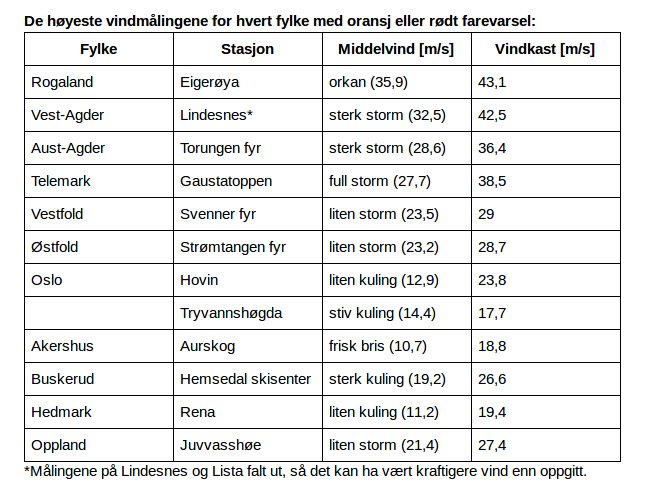 De høyeste vindmålingene for hvert fylke med oransj eller rødt farevarsel:
Fylke Stasjon Middelvind [m/s] Vindkast [m/s]
Rogaland Eigerøya orkan (35,9) 43,1
Vest-Agder Lindesnes* sterk storm (32,5) 42,5
Aust-Agder Torungen fyr sterk storm (28,6) 36,4
Telemark Gaustatoppen full storm (27,7) 38,5
Vestfold Svenner fyr liten storm (23,5) 29
Østfold Strømtangen fyr liten storm (23,2) 28,7
Oslo Hovin liten kuling (12,9) 23,8
Tryvannshøgda stiv kuling (14,4) 17,7
Akershus Aurskog frisk bris (10,7) 18,8
Buskerud Hemsedal skisenter sterk kuling (19,2) 26,6
Hedmark Rena liten kuling (11,2) 19,4
Oppland Juvvasshøe liten storm (21,4) 27,4
*Målingene på Lindesnes og Lista falt ut, så det kan ha vært kraftigere vind enn oppgitt.